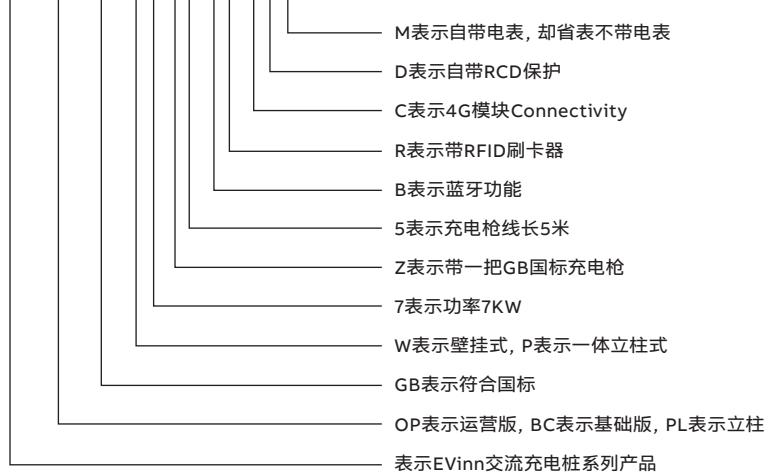 M表示自带电表, 却省表不带电表
D表示自带RCD保护
C表示4G模块Connectivity
R表示带RFID刷卡器
B表示蓝牙功能
5表示充电枪线长5米
Z表示带一把GB国标充电枪
7表示功率7KW
W表示壁挂式, P表示一体立柱式
GB表示符合国标
OP表示运营版, BC表示基础版, PL表示立柱
表示EVinn交流充电桩系列产品